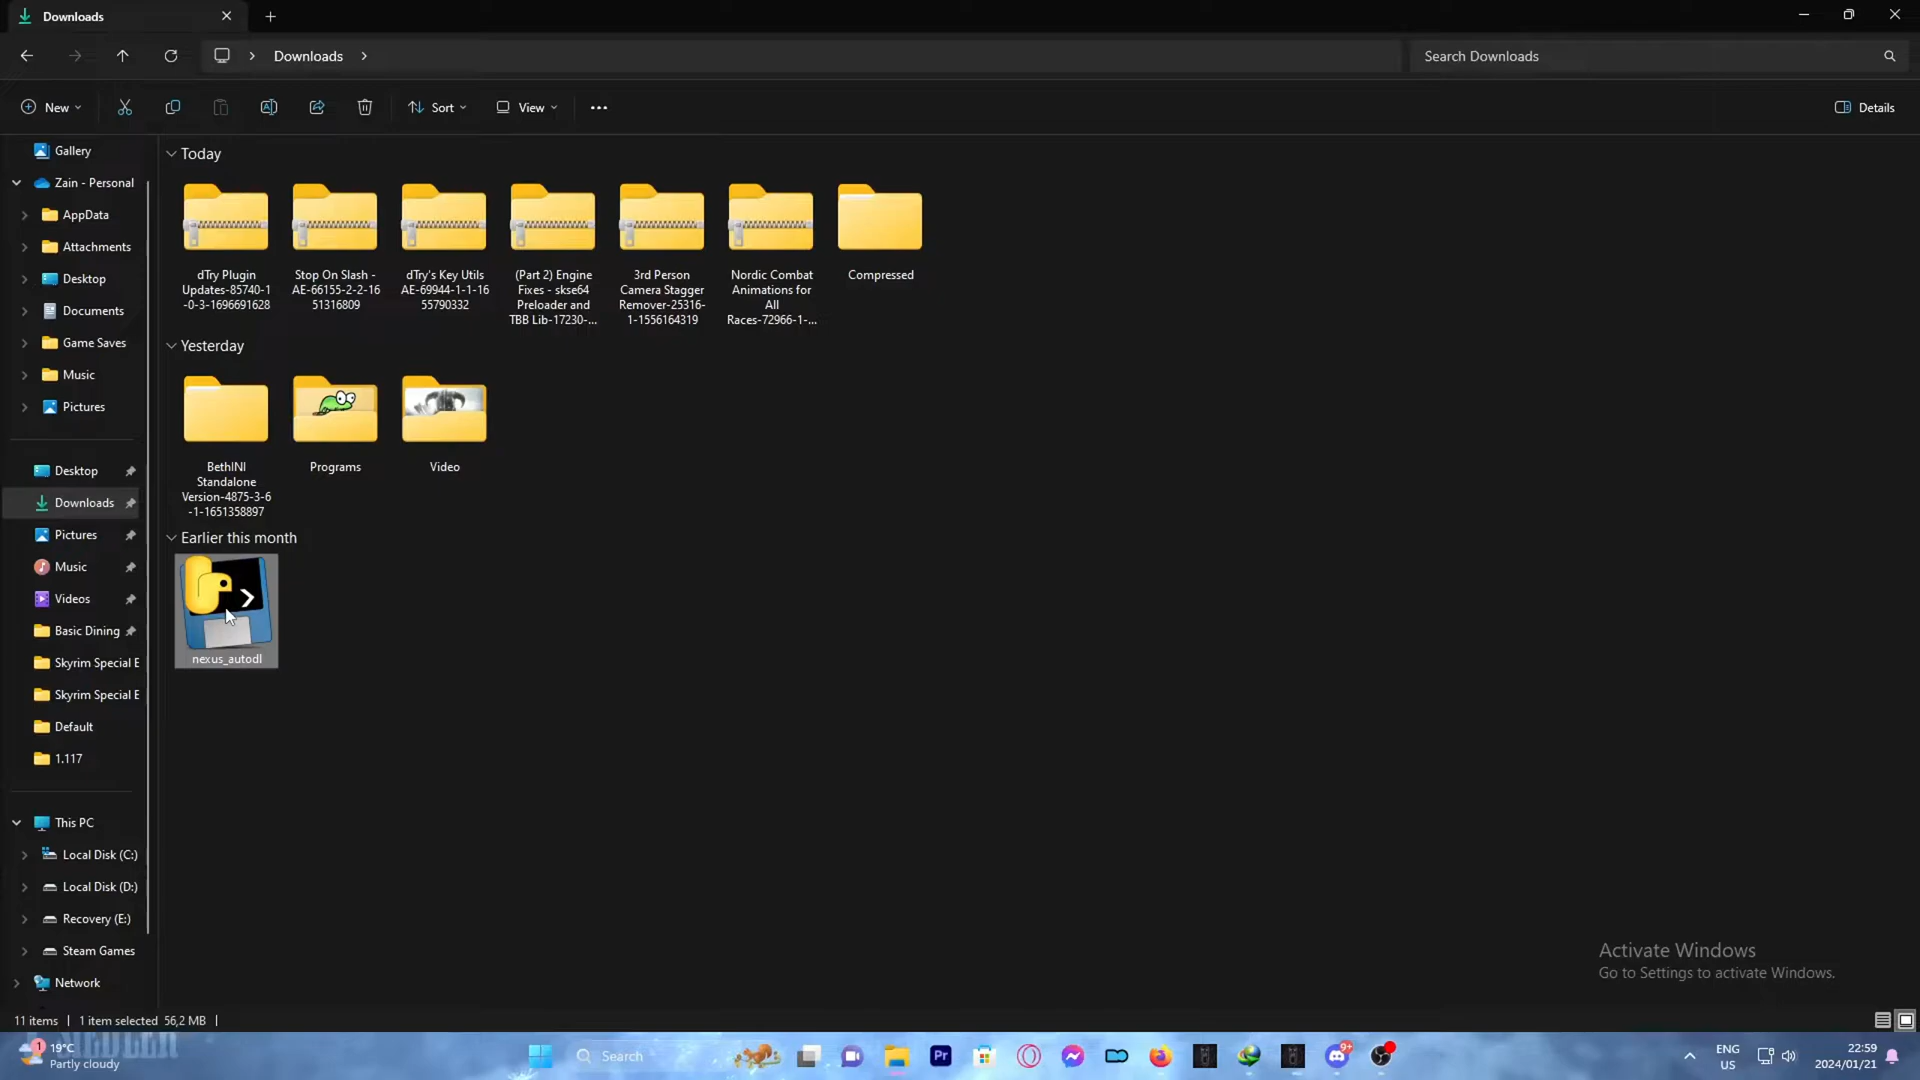 Downloads
Downloads
Search Downloads
New
Sort
View
Details
Gallery
Zain - Personal
AppData
Attachments
Desktop
Documents
Game Saves
Music
Pictures
Desktop
Downloads
Pictures
Music
Videos
Basic Dining
Skyrim Special E
Skyrim Special E
Default
1.117
This PC
Local Disk (C:)
Local Disk (D:)
Recovery (E:)
Steam Games
Network
Today
dTry Plugin
Updates-85740-1
-0-3-1696691628
Stop On Slash -
AE-66155-2-2-16
51316809
dTry's Key Utils
AE-69944-1-1-16
55790332
(Part 2) Engine
Fixes - skse64
Preloader and
TBB Lib-17230-...
3rd Person
Camera Stagger
Remover-25316-
1-1556164319
Nordic Combat
Animations for
All
Races-72966-1-...
Compressed
Yesterday
BethINI
Standalone
Version-4875-3-6
-1-1651358897
Programs
Video
Earlier this month
nexus_autodl
Activate Windows
Go to Settings to activate Windows.
11 items
1 item selected 56,2 MB
1
19°C
Partly cloudy
Search
Pr
9+
ENG
US
22:59
2024/01/21